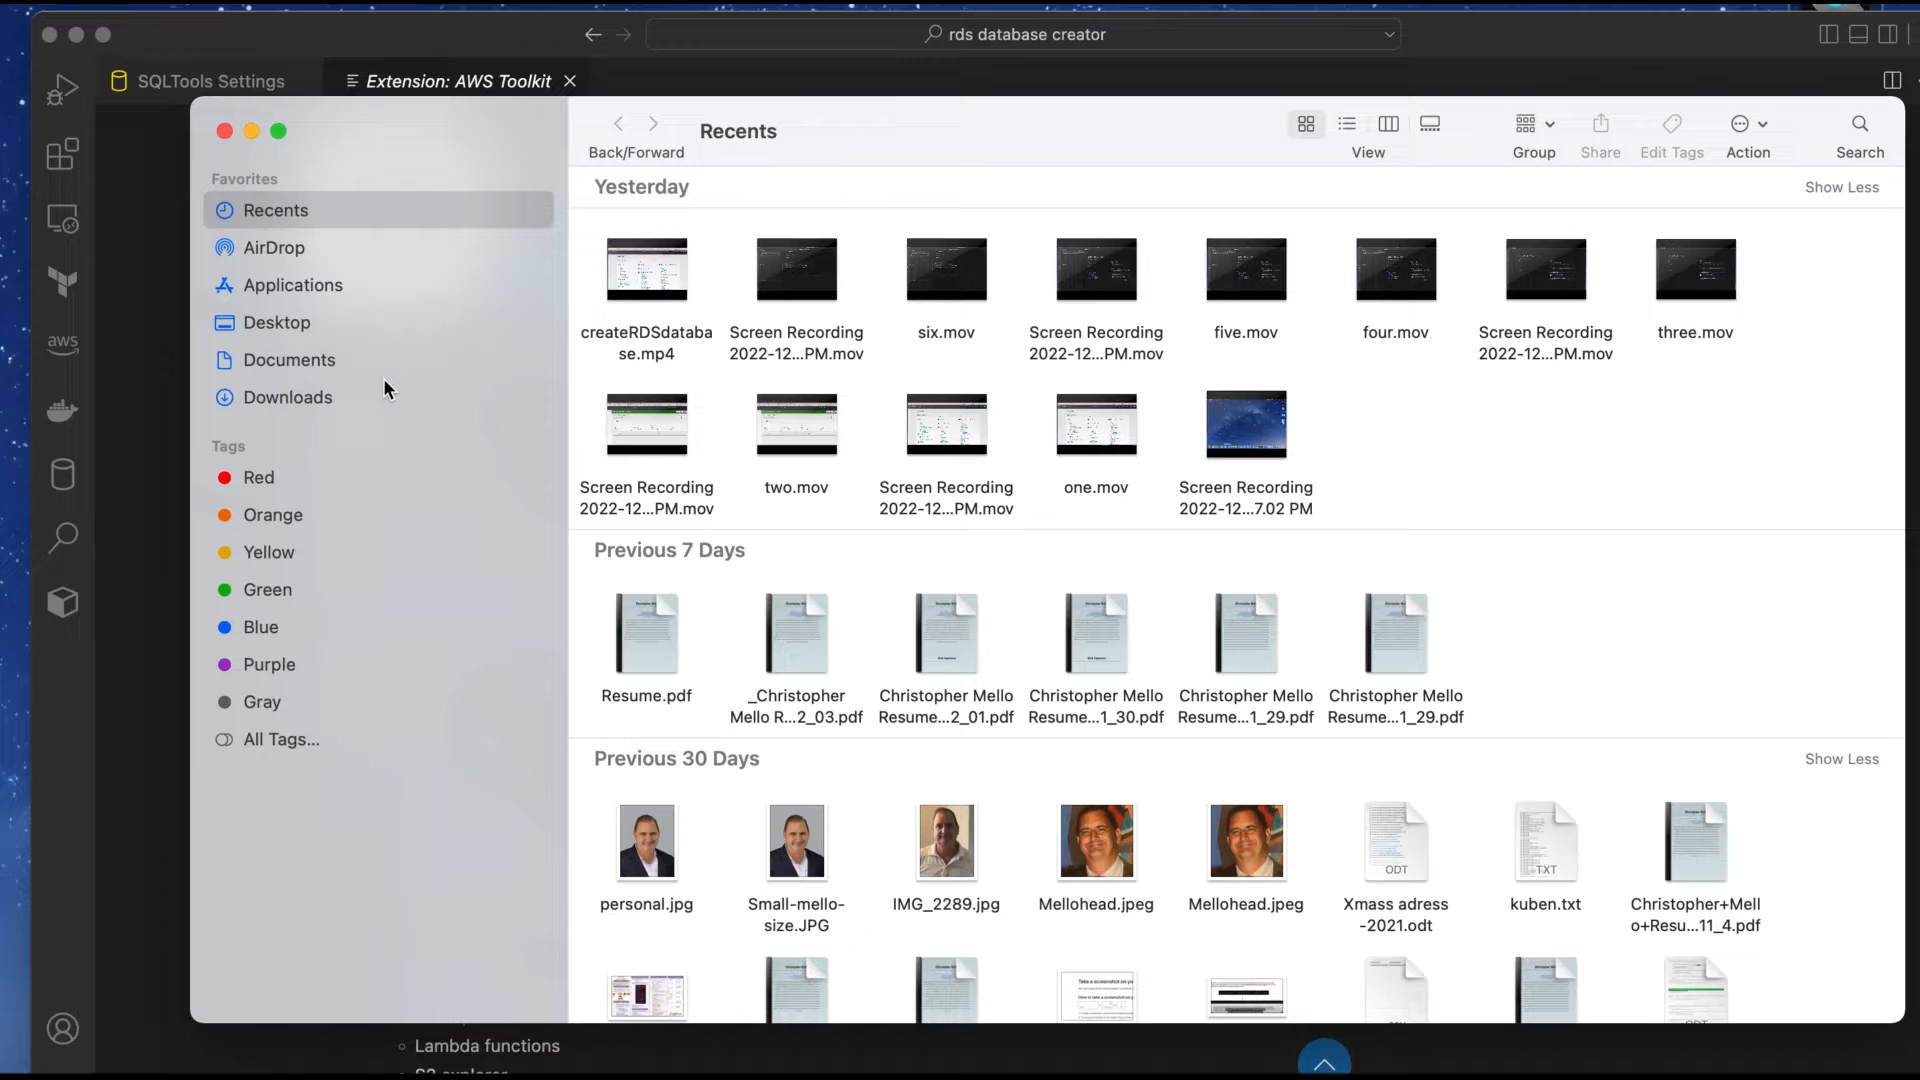 rds database creator
SQLTools Settings
Extension: AWS Toolkit
Recents
Back/Forward
View
Group
Share
Edit Tags
Action
Search
Favorites
Recents
AirDrop
Applications
Desktop
Documents
Downloads
Tags
Red
Orange
Yellow
Green
Blue
Purple
Gray
All Tags...
aws
Yesterday
Show Less
createRDSdataba
se.mp4
Screen Recording
2022-12...PM.mov
six.mov
Screen Recording
2022-12...PM.mov
five.mov
four.mov
Screen Recording
2022-12...PM.mov
three.mov
Screen Recording
2022-12...PM.mov
two.mov
Screen Recording
2022-12...PM.mov
one.mov
Screen Recording
2022-12...7.02 PM
Previous 7 Days
Resume.pdf
_Christopher
Mello R...2_03.pdf
Christopher Mello
Resume...2_01.pdf
Christopher Mello
Resume...1_30.pdf
Christopher Mello
Resume...1_29.pdf
Christopher Mello
Resume...1_29.pdf
Previous 30 Days
Show Less
personal.jpg
Small-mello-
size.JPG
IMG_2289.jpg
Mellohead.jpeg
Mellohead.jpeg
ODT
Xmass adress
-2021.odt
TXT
kuben.txt
Christopher+Mell
o+Resu...11_4.pdf
Lambda functions